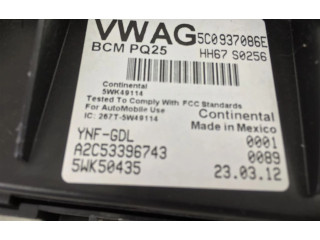 VWAG 5C0937086E
BCM PQ25 HH67 S0256
Continental
5WK49114
Tested To Comply With FCC Standards
For AutoMobile Use
IC: 267T-5W49114
Continental
Made in Mexico
YNF-GDL 0001
A2C53396743 0089
5WK50435 23.03.12